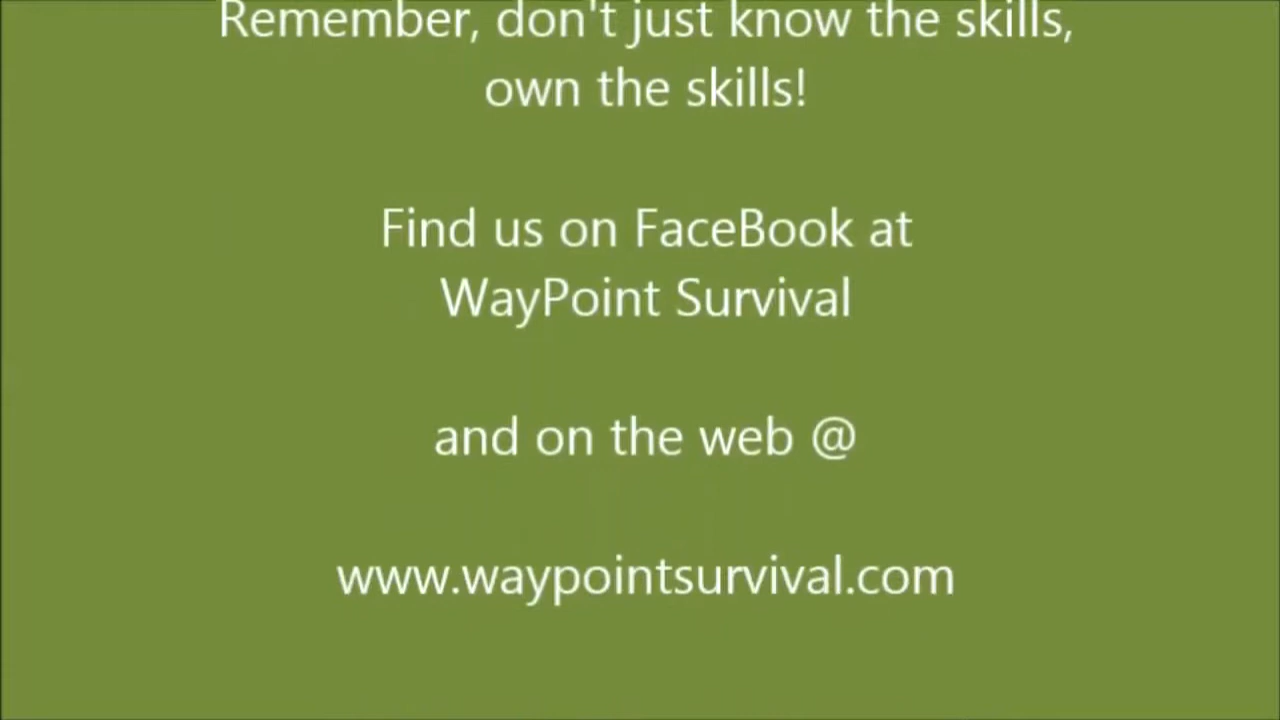 Remember, don't just know the skills,
own the skills!
Find us on FaceBook at
WayPoint Survival
and on the web @
www.waypointsurvival.com